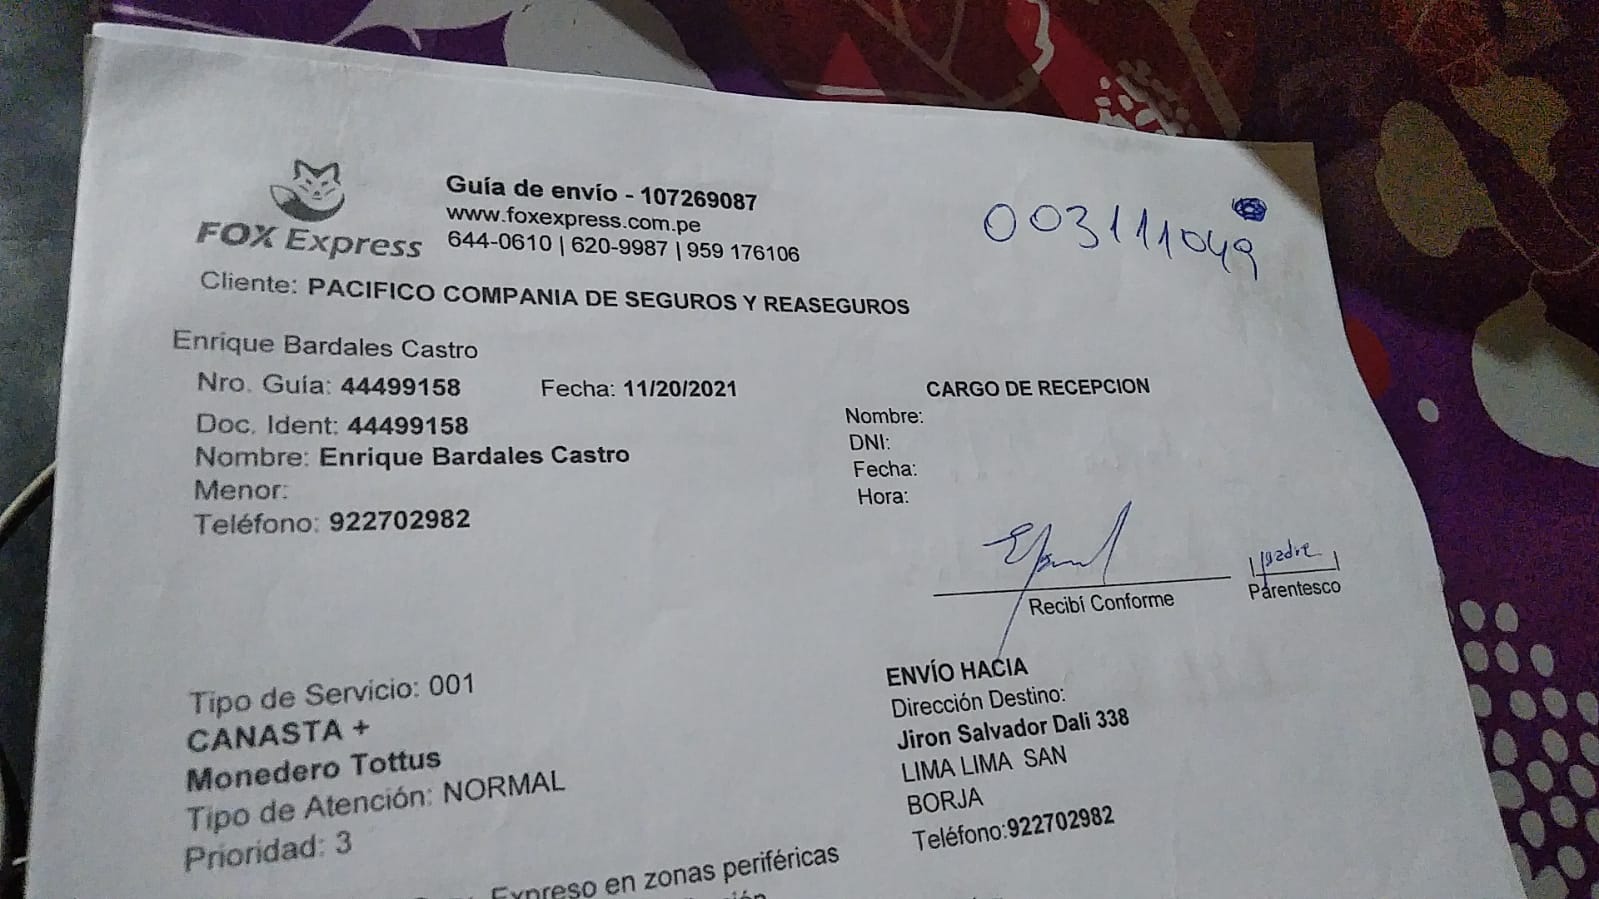 FOX Express
Guía de envío - 107269087
www.foxexpress.com.pe
644-0610 | 620-9987 | 959 176106
003111049
Cliente: PACIFICO COMPANIA DE SEGUROS Y REASEGUROS
Enrique Bardales Castro
Nro. Guía: 44499158 Fecha: 11/20/2021
Doc. Ident: 44499158
Nombre: Enrique Bardales Castro
Menor:
Teléfono: 922702982
CARGO DE RECEPCION
Nombre:
DNI:
Fecha:
Hora:
Recibí Conforme
padre
Parentesco
Tipo de Servicio: 001
CANASTA +
Monedero Tottus
Tipo de Atención: NORMAL
Prioridad: 3
ENVÍO HACIA
Dirección Destino:
Jiron Salvador Dali 338
LIMA LIMA SAN
BORJA
Teléfono:922702982
Expreso en zonas periféricas